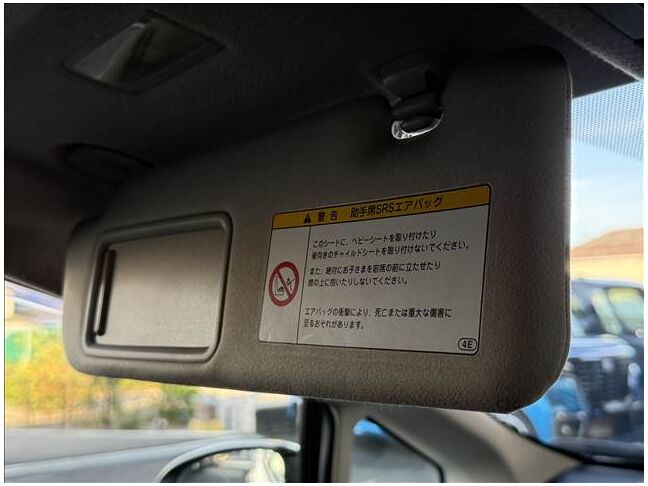 警告 助手席SRSエアバッグ
このシートに、ベビーシートを取り付けたり
後向きのチャイルドシートを取り付けないでください。
また、絶対にお子さまを前席の前に立たせたり
膝の上に抱いたりしないでください。
エアバッグの衝撃により、死亡または重大な傷害に
至るおそれがあります。
4E